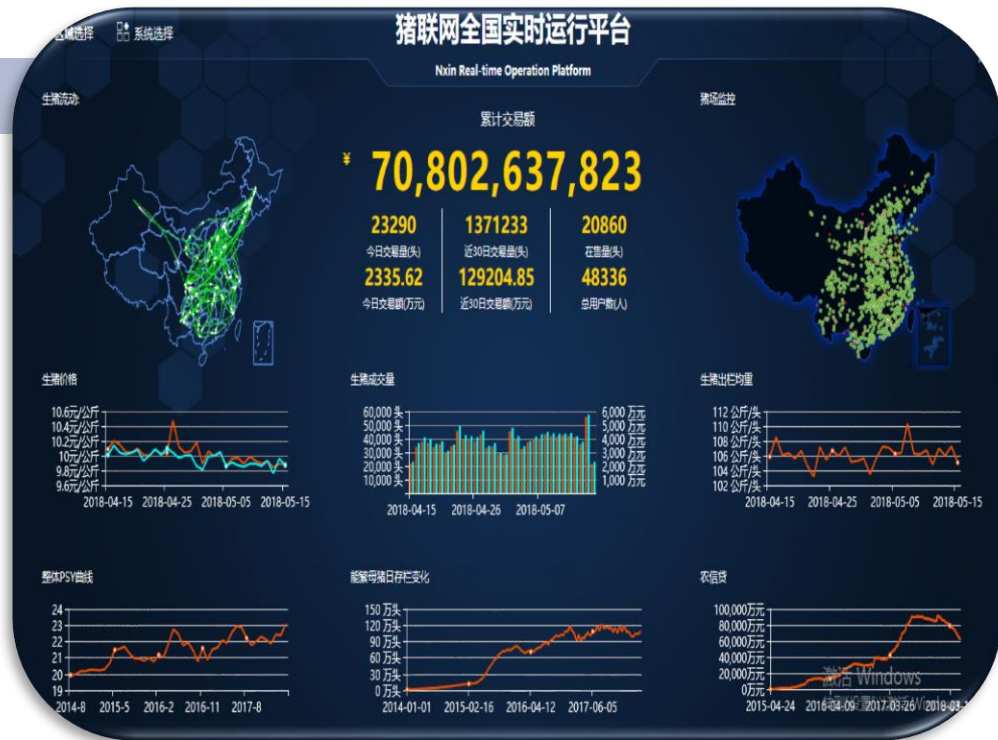 区域选择 系统选择
猪联网全国实时运行平台
Nxin Real-time Operation Platform
生猪流动
累计交易额
¥ 70,802,637,823
23290 1371233 20860
今日交易量(头) 近30日交易量(头) 在售量(头)
2335.62 129204.85 48336
今日交易额(万元) 近30日交易额(万元) 总用户数(人)
猪场监控
生猪价格
10.6元/公斤
10.4元/公斤
10.2元/公斤
10元/公斤
9.8元/公斤
9.6元/公斤
2018-04-15 2018-04-25 2018-05-05 2018-05-15
生猪成交量
60,000 头 6,000 万元
50,000 头 5,000 万元
40,000 头 4,000 万元
30,000 头 3,000 万元
20,000 头 2,000 万元
10,000 头 1,000 万元
2018-04-15 2018-04-26 2018-05-07
生猪出栏均重
112 公斤/头
110 公斤/头
108 公斤/头
106 公斤/头
104 公斤/头
102 公斤/头
2018-04-15 2018-04-25 2018-05-05 2018-05-15
整体PSY曲线
24
23
22
21
20
19
2014-8 2015-5 2016-2 2016-11 2017-8
能繁母猪日存栏变化
150 万头
120 万头
90 万头
60 万头
30 万头
0 万头
2014-01-01 2015-02-16 2016-04-12 2017-06-05
农信贷
100,000万元
80,000万元
60,000万元
40,000万元
20,000万元
0万元
2015-04-24 2016-04-09 2017-03-26 2018-03-1
激活 Windows